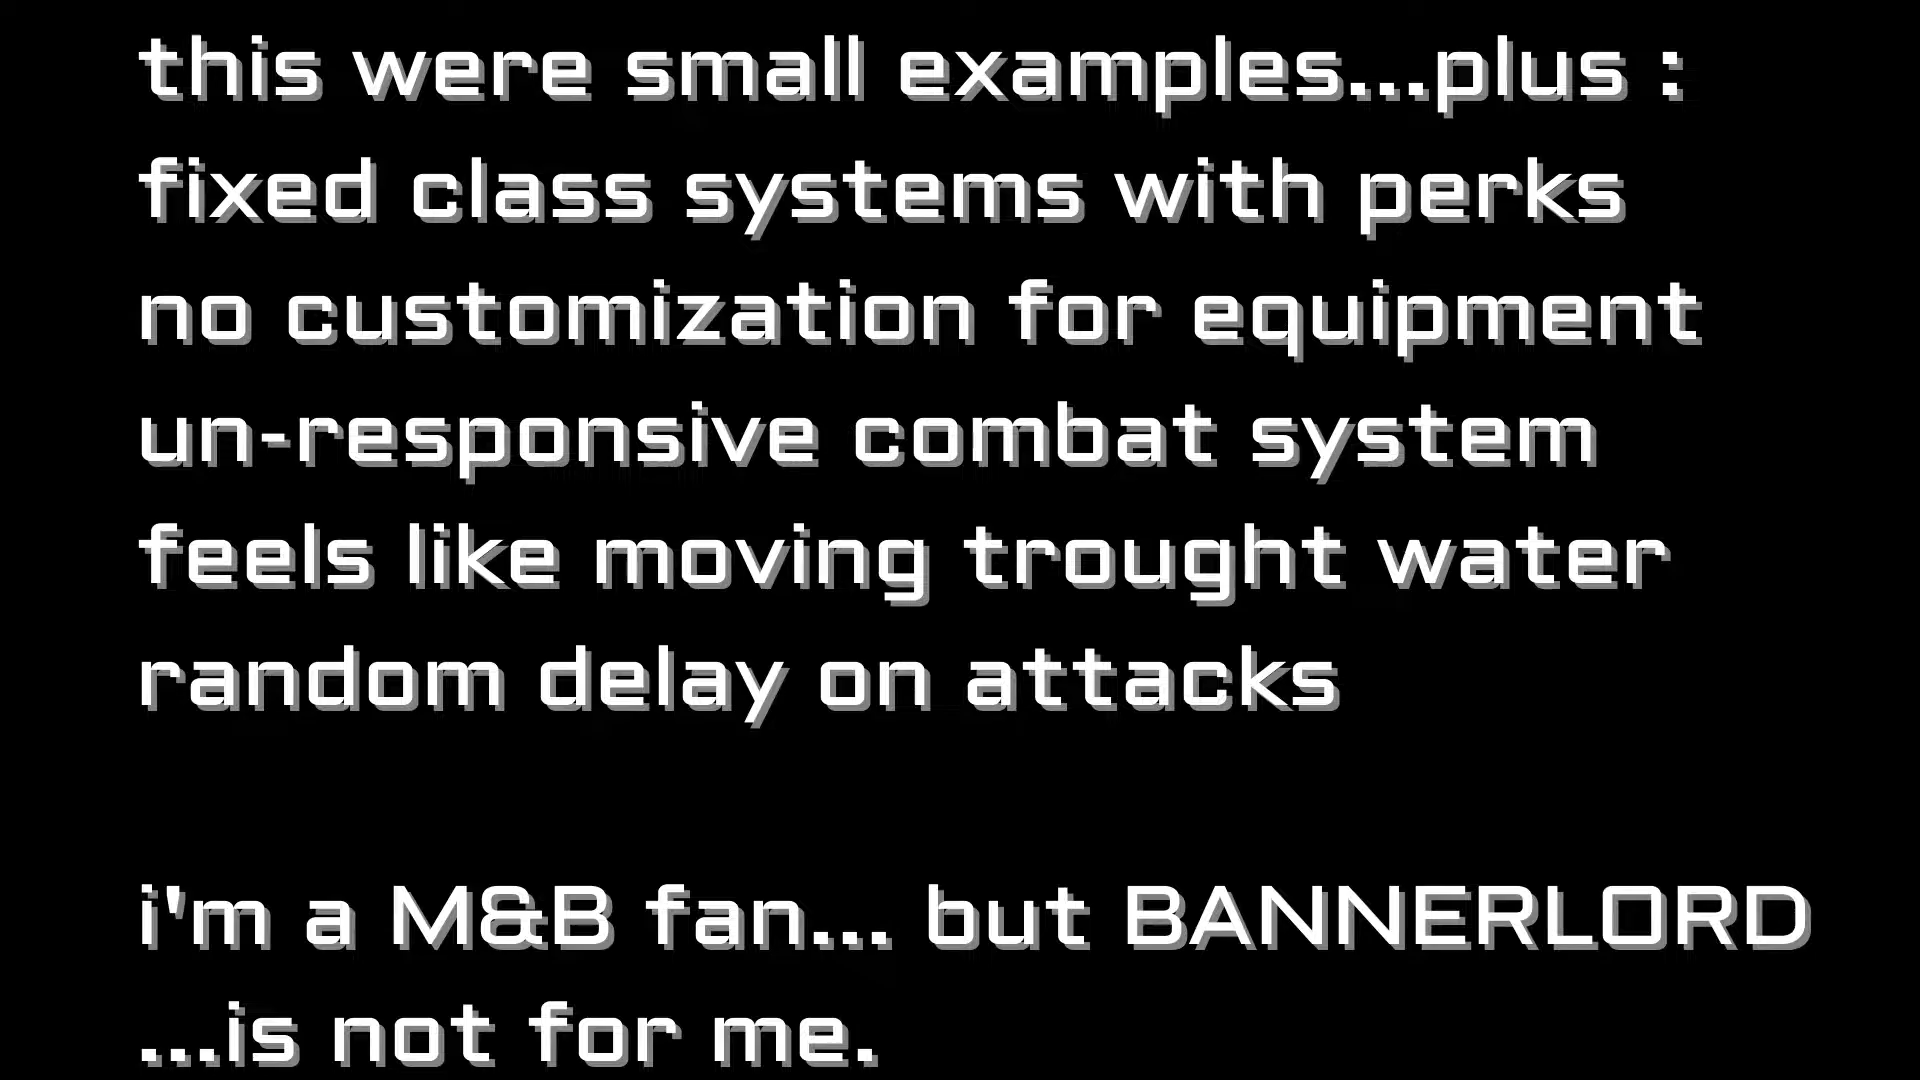 this were small examples...plus :
fixed class systems with perks
no customization for equipment
un-responsive combat system
feels like moving trought water
random delay on attacks
i'm a M&B fan... but BANNERLORD
...is not for me.